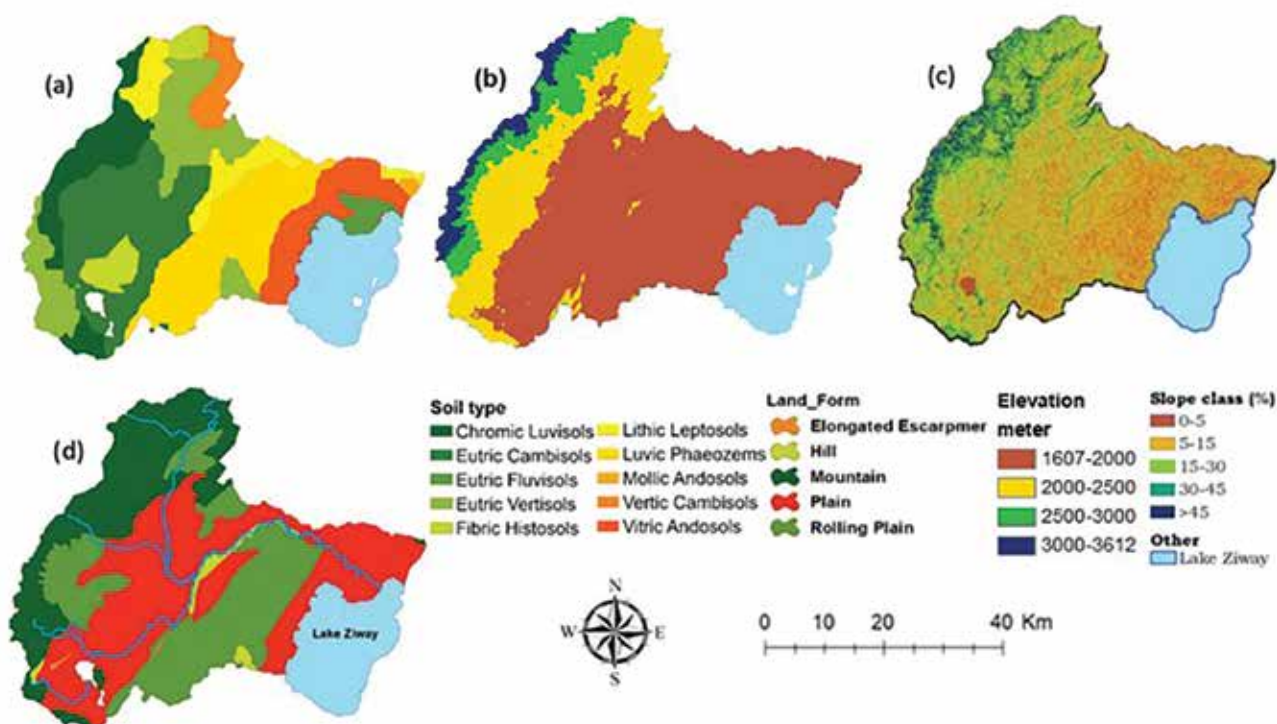 (a)
(b)
(c)
(d)
Lake Ziway
Soil type
Chromic Luvisols
Eutric Cambisols
Eutric Fluvisols
Eutric Vertisols
Fibric Histosols
Lithic Leptosols
Luvic Phaeozems
Mollic Andosols
Vertic Cambisols
Vitric Andosols
Land_Form
Elongated Escarpmer
Hill
Mountain
Plain
Rolling Plain
Elevation
meter
1607-2000
2000-2500
2500-3000
3000-3612
Slope class (%)
0-5
5-15
15-30
30-45
>45
Other
Lake Ziway
N
W
E
S
0 10 20 40 Km